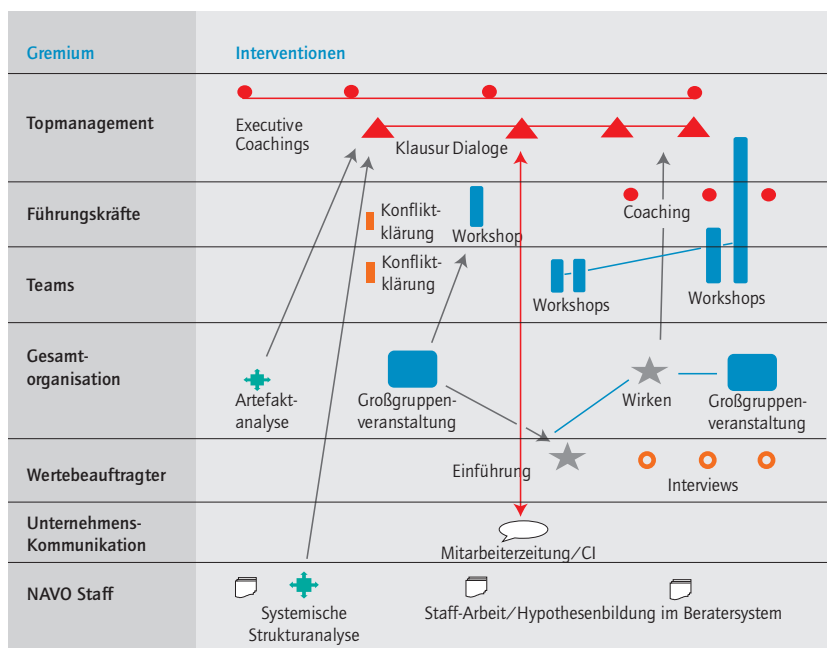 Gremium
Interventionen
Topmanagement
Executive
Coachings
Klausur Dialoge
Führungskräfte
Konflikt-
klärung
Workshop
Coaching
Teams
Konflikt-
klärung
Workshops
Workshops
Gesamt-
organisation
Artefakt-
analyse
Großgruppen-
veranstaltung
Wirken
Großgruppen-
veranstaltung
Wertebeauftragter
Einführung
Interviews
Unternehmens-
Kommunikation
Mitarbeiterzeitung/CI
NAVO Staff
Systemische
Strukturanalyse
Staff-Arbeit/Hypothesenbildung im Beratersystem